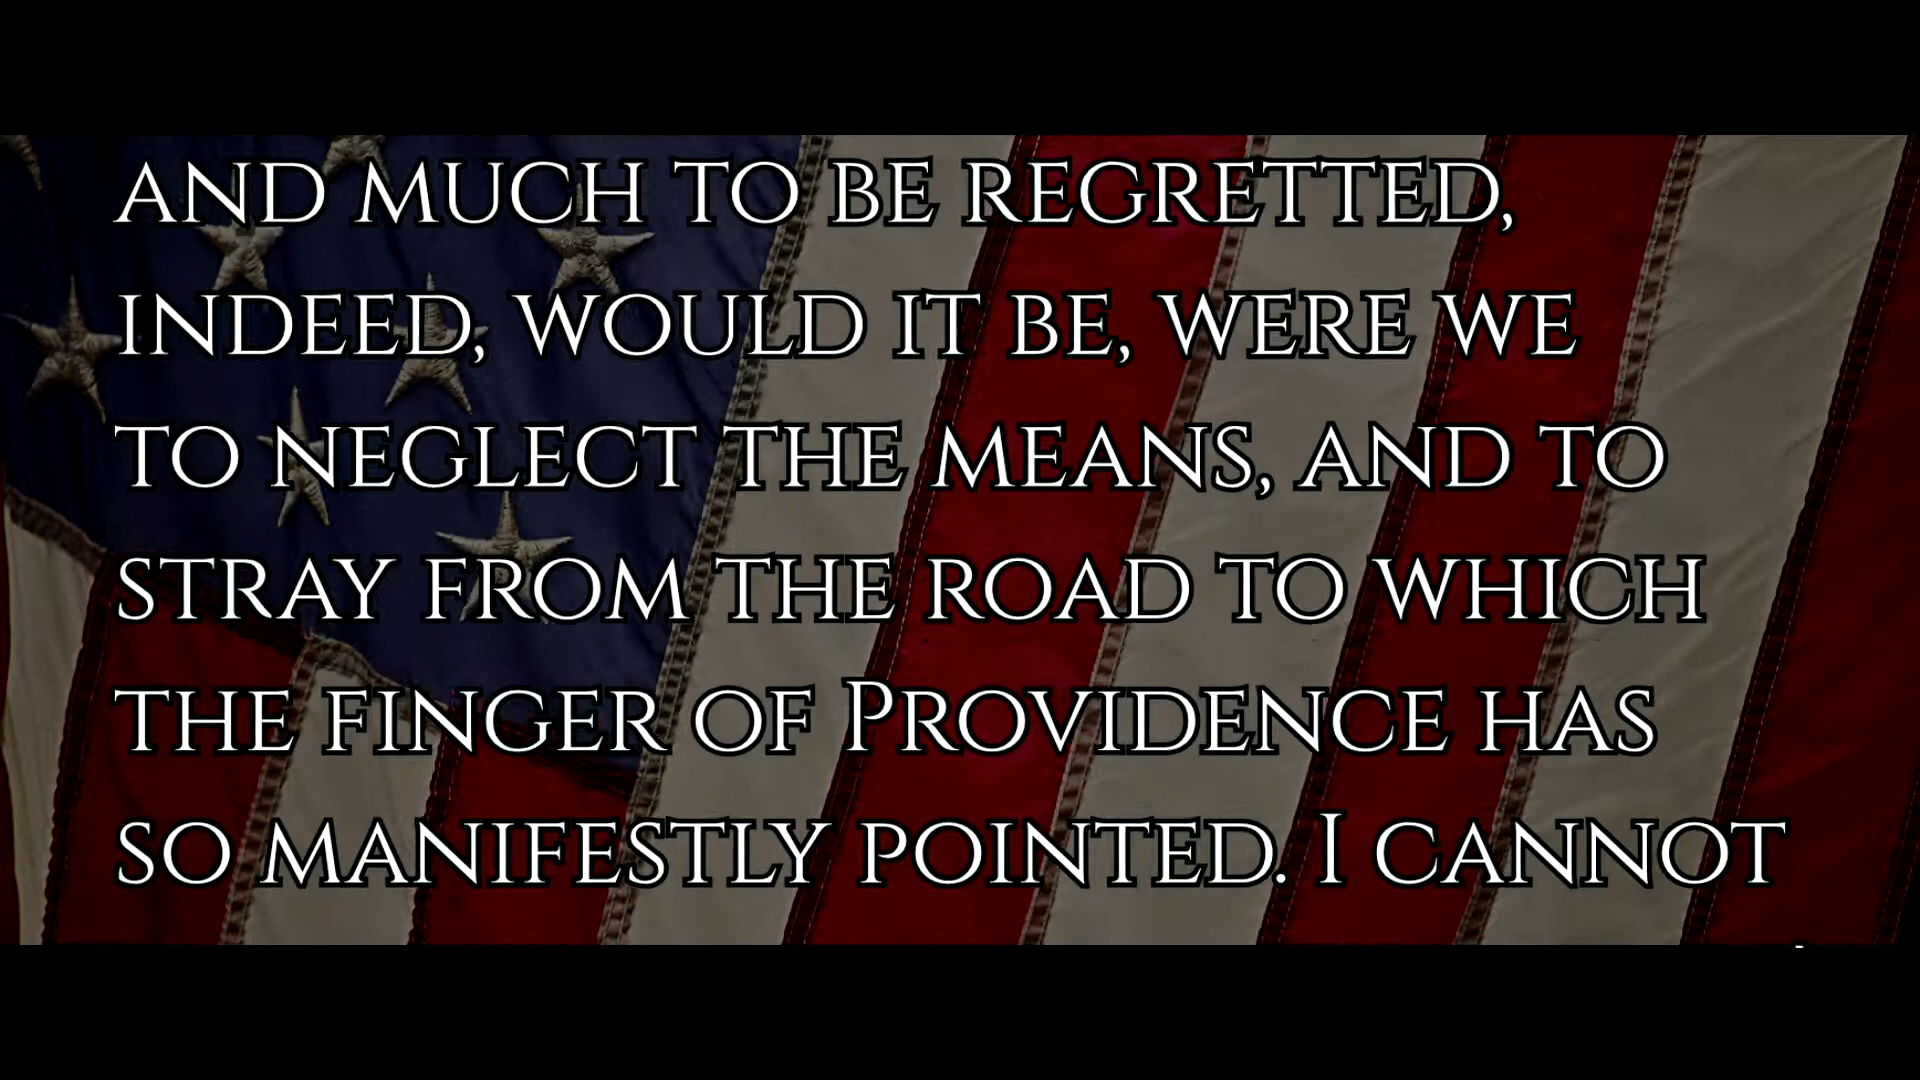 AND MUCH TO BE REGRETTED,
INDEED, WOULD IT BE, WERE WE
TO NEGLECT THE MEANS, AND TO
STRAY FROM THE ROAD TO WHICH
THE FINGER OF PROVIDENCE HAS
SO MANIFESTLY POINTED. I CANNOT